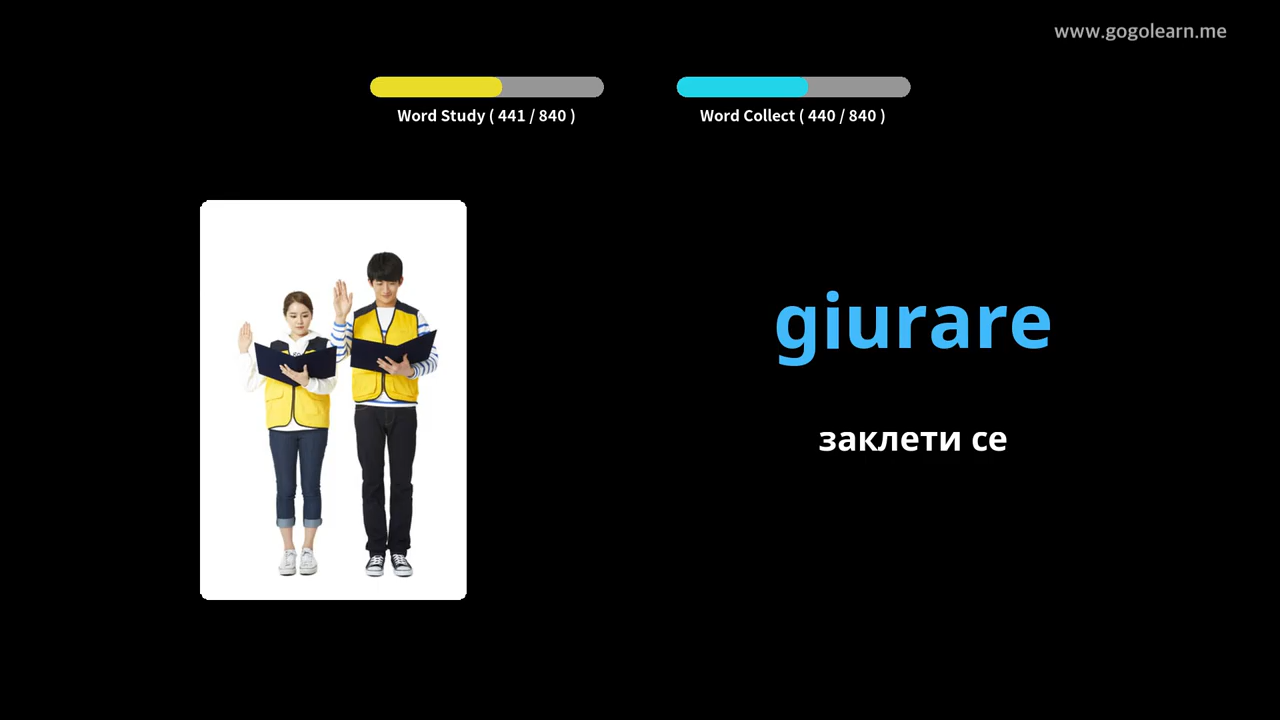 www.gogolearn.me
Word Study ( 441 / 840 )
Word Collect ( 440 / 840 )
giurare
заклети се